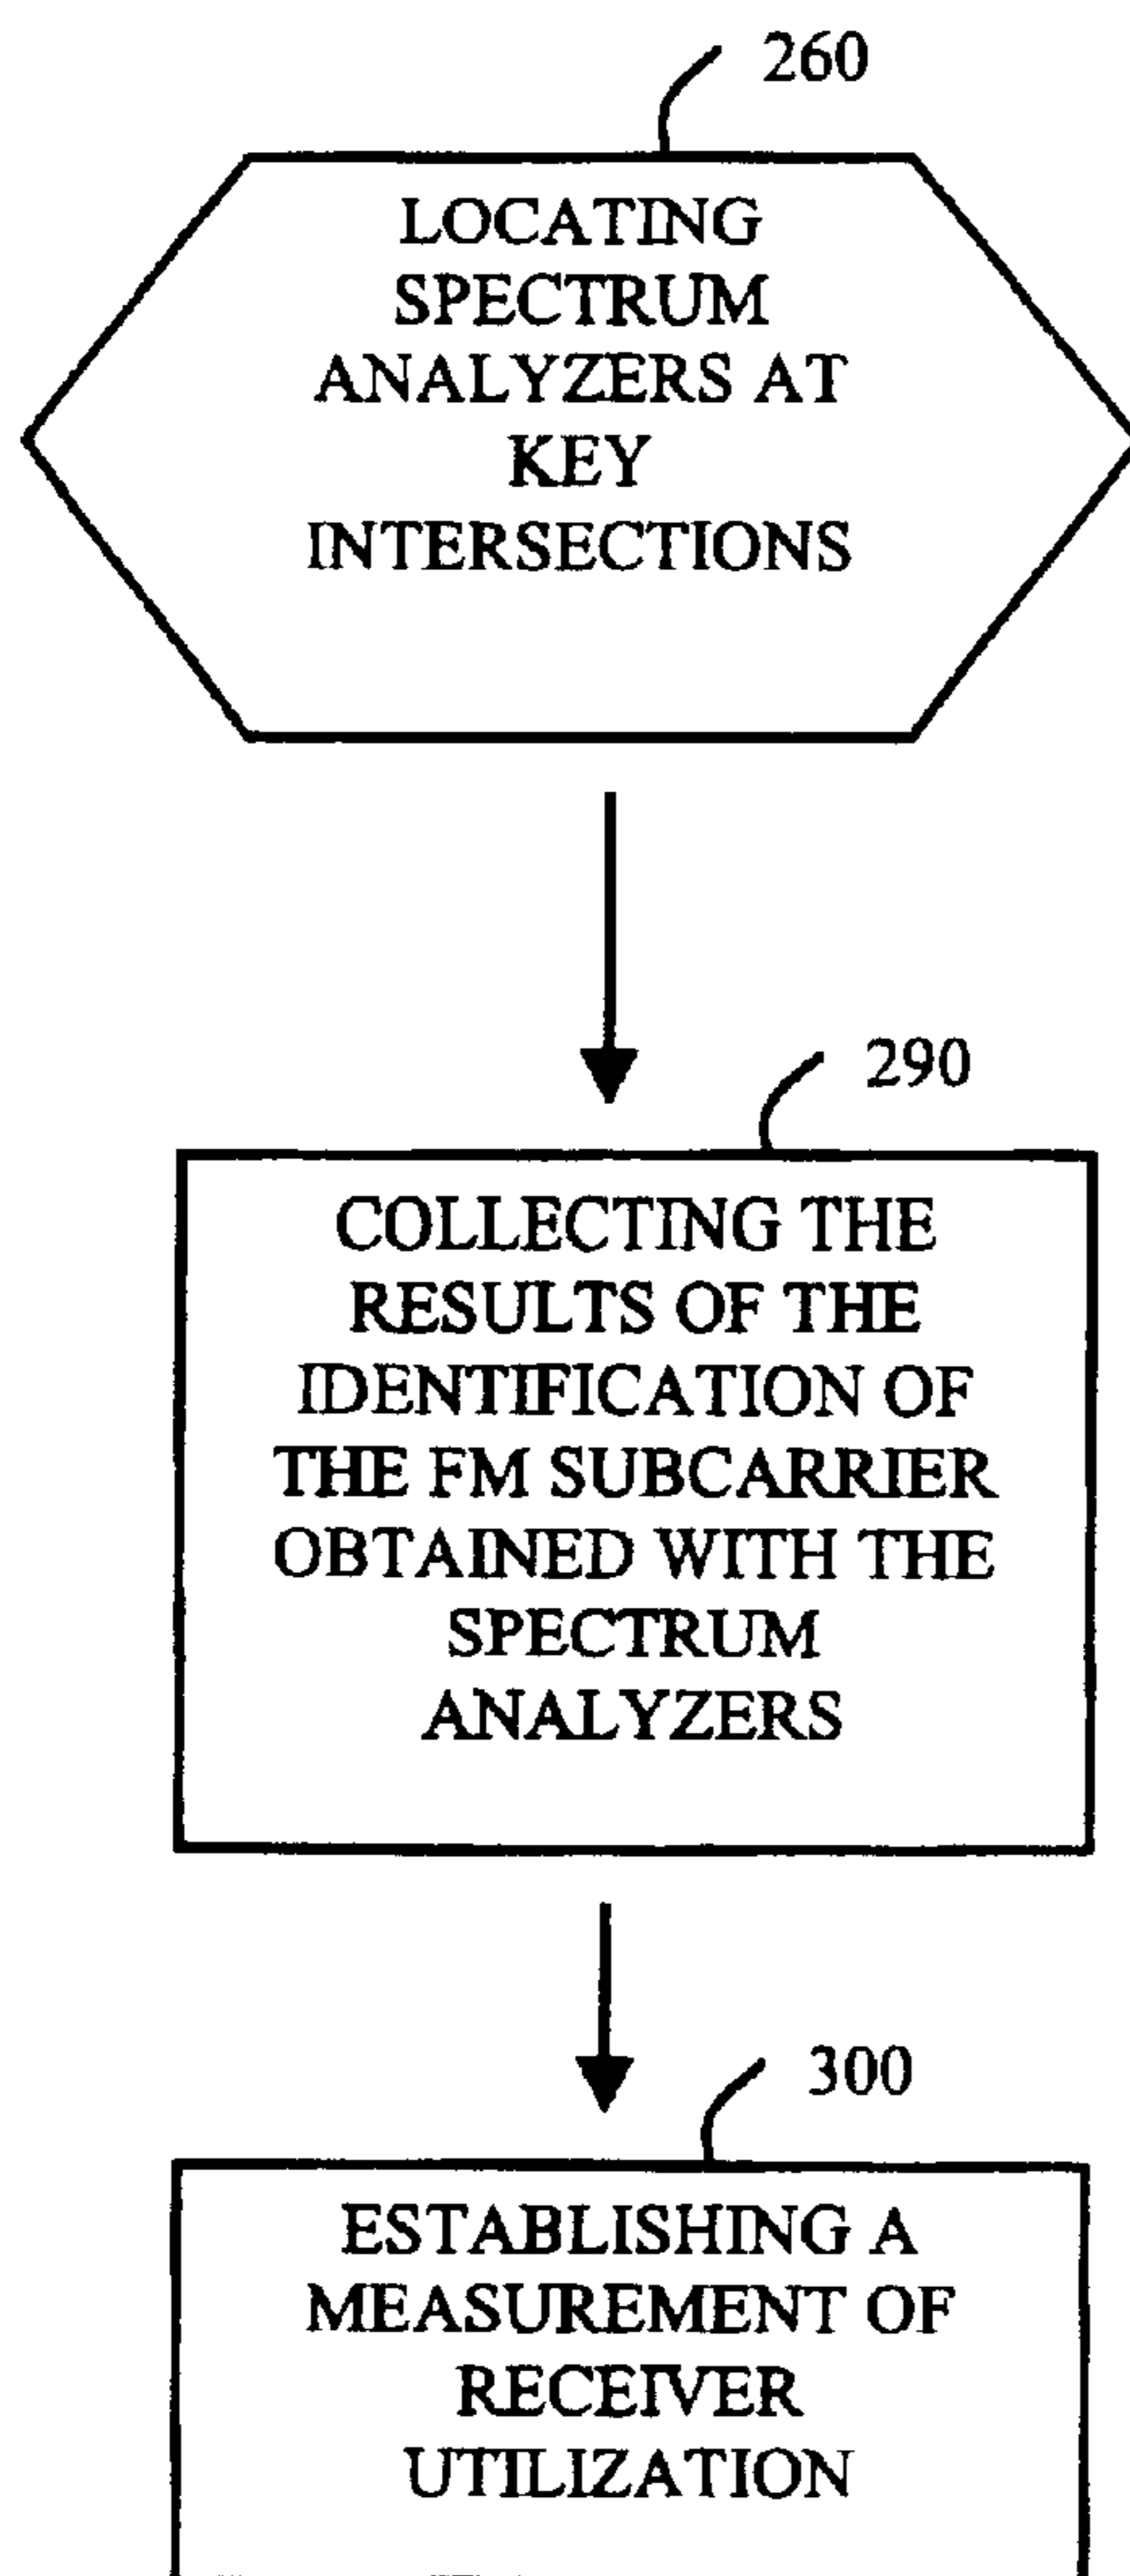 260
LOCATING
SPECTRUM
ANALYZERS AT
KEY
INTERSECTIONS
290
COLLECTING THE
RESULTS OF THE
IDENTIFICATION OF
THE FM SUBCARRIER
OBTAINED WITH THE
SPECTRUM
ANALYZERS
300
ESTABLISHING A
MEASUREMENT OF
RECEIVER
UTILIZATION